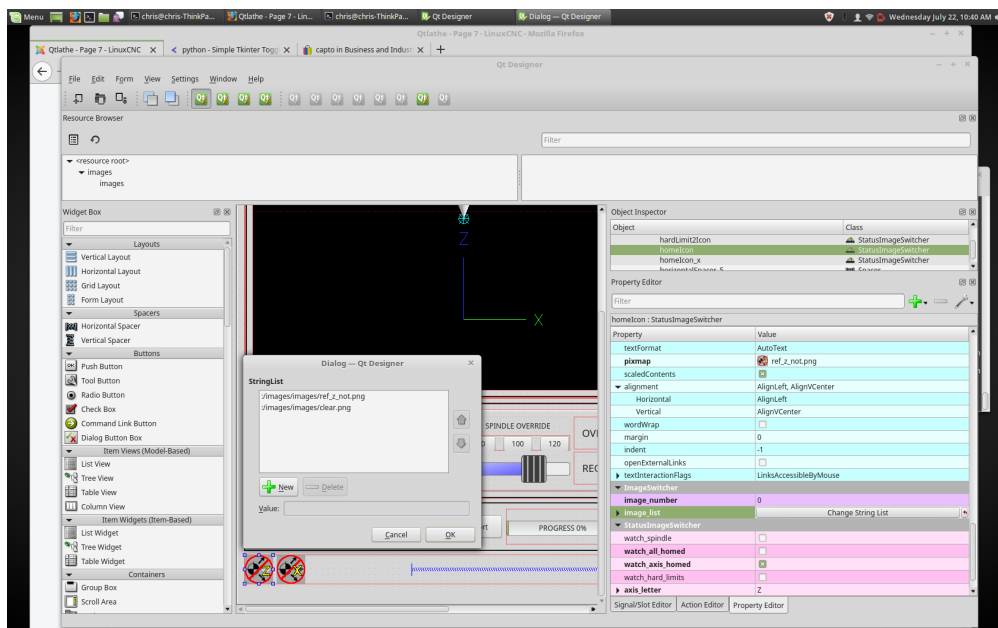 Menu
chris@chris-ThinkPa...
Qtlathe - Page 7 - Lin...
chris@chris-ThinkPa...
Qt Designer
Dialog — Qt Designer
Wednesday July 22, 10:40 AM
Qtlathe - Page 7 - LinuxCNC - Mozilla Firefox
Qtlathe - Page 7 - LinuxCNC
python - Simple Tkinter Togg
capto in Business and Indust
Qt Designer
File Edit Form View Settings Window Help
Resource Browser
Filter
<resource root>
images
images
Widget Box
Filter
Layouts
Vertical Layout
Horizontal Layout
Grid Layout
Form Layout
Spacers
Horizontal Spacer
Vertical Spacer
Buttons
Push Button
Tool Button
Radio Button
Check Box
Command Link Button
Dialog Button Box
Item Views (Model-Based)
List View
Tree View
Table View
Column View
Item Widgets (Item-Based)
List Widget
Tree Widget
Table Widget
Containers
Group Box
Scroll Area
Z
X
Dialog — Qt Designer
StringList
:/images/images/ref_z_not.png
:/images/images/clear.png
New
Delete
Value:
Cancel
OK
SPINDLE OVERRIDE
100
120
PROGRESS 0%
Z
X
Object Inspector
Object Class
hardLimit2Icon StatusImageSwitcher
homeIcon StatusImageSwitcher
homeIcon_x StatusImageSwitcher
horizontalSpacer_5 Spacer
Property Editor
Filter
homeIcon : StatusImageSwitcher
Property Value
textFormat AutoText
pixmap ref_z_not.png
scaledContents
alignment AlignLeft, AlignVCenter
Horizontal AlignLeft
Vertical AlignVCenter
wordWrap
margin 0
indent -1
openExternalLinks
textInteractionFlags LinksAccessibleByMouse
ImageSwitcher
image_number 0
image_list Change String List
StatusImageSwitcher
watch_spindle
watch_all_homed
watch_axis_homed
watch_hard_limits
axis_letter Z
Signal/Slot Editor Action Editor Property Editor